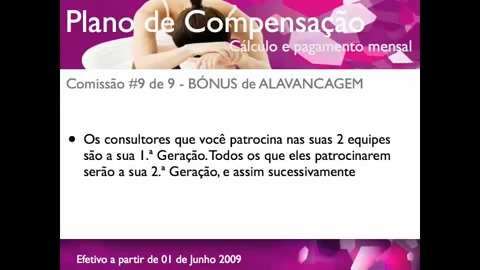 Plano de Compensação
Cálculo e pagamento mensal
Comissão #9 de 9 - BÓNUS de ALAVANCAGEM
• Os consultores que você patrocina nas suas 2 equipes
são a sua 1.ª Geração. Todos os que eles patrocinarem
serão a sua 2.ª Geração, e assim sucessivamente
Efetivo a partir de 01 de Junho 2009